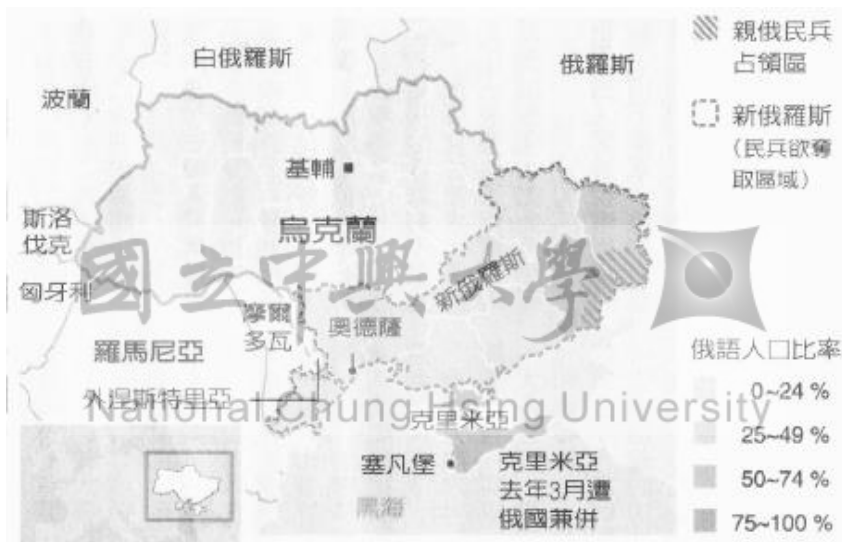 白俄羅斯
俄羅斯
波蘭
基輔
烏克蘭
斯洛
伐克
匈牙利
新俄羅斯
摩爾
多瓦
奧德薩
羅馬尼亞
外涅斯特里亞
克里米亞
塞凡堡
黑海
克里米亞
去年3月遭
俄國兼併
親俄民兵
占領區
新俄羅斯
(民兵欲奪
取區域)
俄語人口比率
0~24 %
25~49 %
50~74 %
75~100 %
國立中興大學
National Chung Hsing University